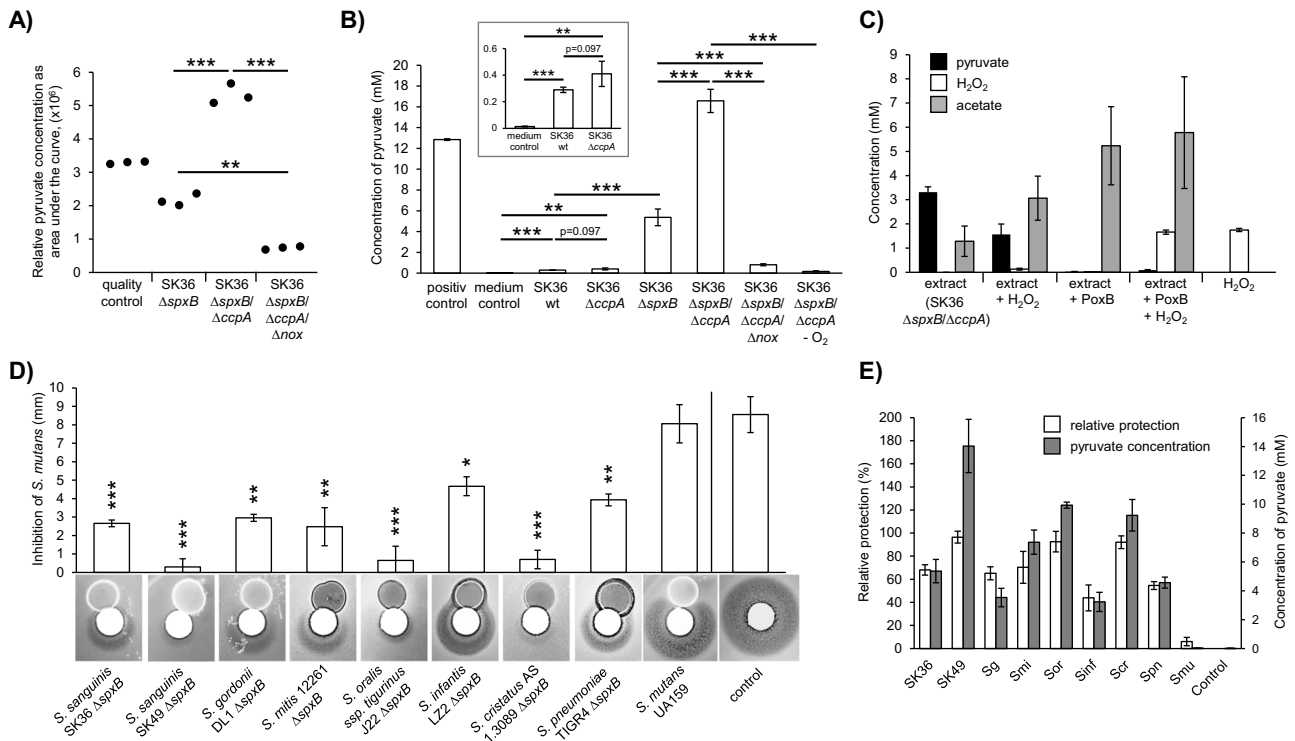 A)
Relative pyruvate concentration as
area under the curve, (x10⁶)
6
5
4
3
2
1
0
***
***
**
quality
control
SK36
ΔspxB
SK36
ΔspxB/
ΔccpA
SK36
ΔspxB/
ΔccpA/
Δnox
B)
Concentration of pyruvate (mM)
20
18
16
14
12
10
8
6
4
2
0
0.6
0.4
0.2
0
**
p=0.097
***
medium
control
SK36
wt
SK36
ΔccpA
***
***
***
***
***
**
***
p=0.097
positiv
control
medium
control
SK36
wt
SK36
ΔccpA
SK36
ΔspxB
SK36
ΔspxB/
ΔccpA
SK36
ΔspxB/
ΔccpA/
Δnox
SK36
ΔspxB/
ΔccpA
- O₂
C)
Concentration (mM)
9
8
7
6
5
4
3
2
1
0
pyruvate
H₂O₂
acetate
extract
(SK36
ΔspxB/ΔccpA)
extract
+ H₂O₂
extract
+ PoxB
extract
+ PoxB
+ H₂O₂
H₂O₂
D)
Inhibition of S. mutans (mm)
10
9
8
7
6
5
4
3
2
1
0
***
***
**
**
***
*
***
**
S. sanguinis
SK36 ΔspxB
S. sanguinis
SK49 ΔspxB
S. gordonii
DL1 ΔspxB
S. mitis 12261
ΔspxB
S. oralis
ssp. tigurinus
J22 ΔspxB
S. infantis
LZ2 ΔspxB
S. cristatus AS
1.3089 ΔspxB
S. pneumoniae
TIGR4 ΔspxB
S. mutans
UA159
control
E)
Relative protection (%)
200
180
160
140
120
100
80
60
40
20
0
relative protection
pyruvate concentration
16
14
12
10
8
6
4
2
0
Concentration of pyruvate (mM)
SK36
SK49
Sg
Smi
Sor
Sinf
Scr
Spn
Smu
Control